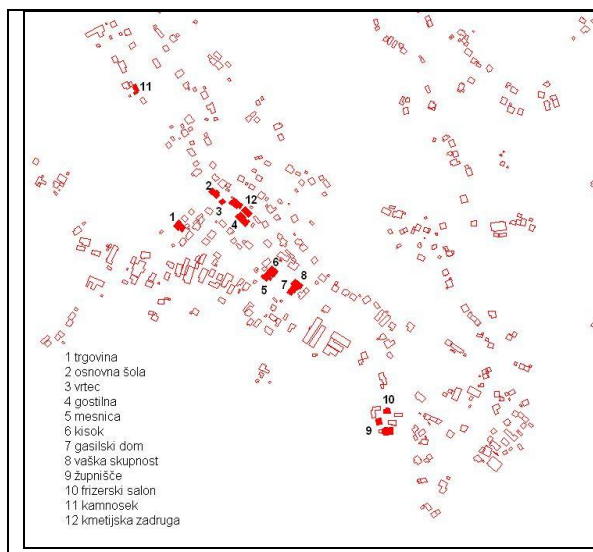 11
2
12
3
4
1
6
5
7
8
10
9
1 trgovina
2 osnovna šola
3 vrtec
4 gostilna
5 mesnica
6 kisok
7 gasilski dom
8 vaška skupnost
9 župnišče
10 frizerski salon
11 kamnosek
12 kmetijska zadruga